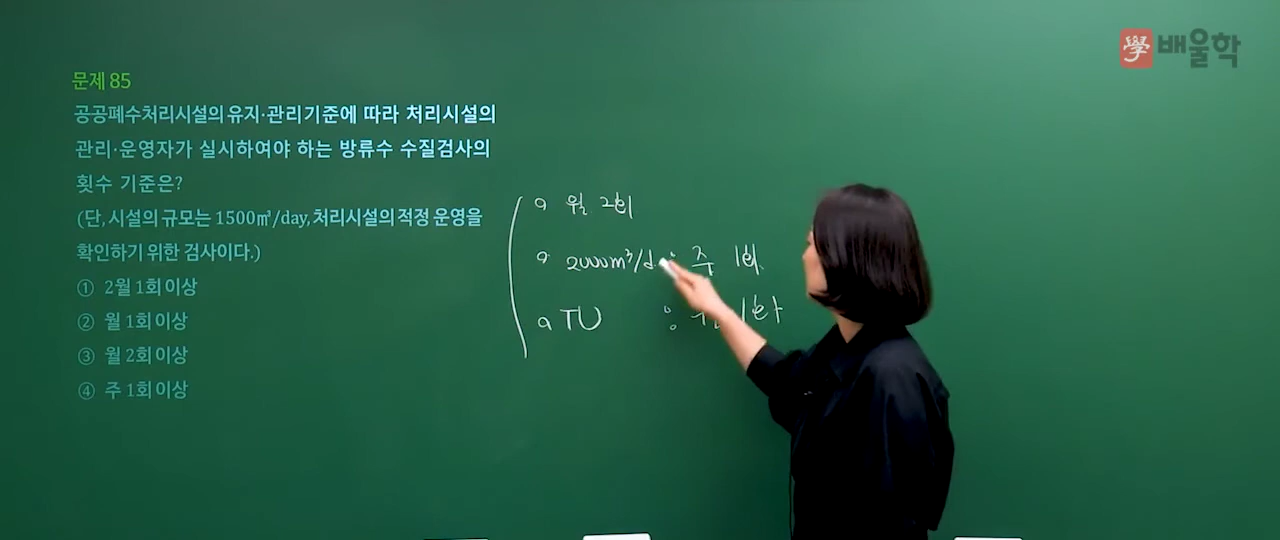 學 배울학
문제 85
공공폐수처리시설의 유지·관리기준에 따라 처리시설의
관리·운영자가 실시하여야 하는 방류수 수질검사의
횟수 기준은?
(단, 시설의 규모는 1500㎥/day, 처리시설의 적정 운영을
확인하기 위한 검사이다.)
① 2월 1회 이상
② 월 1회 이상
③ 월 2회 이상
④ 주 1회 이상
월 2회
2000m³/d : 주 1회
TU :